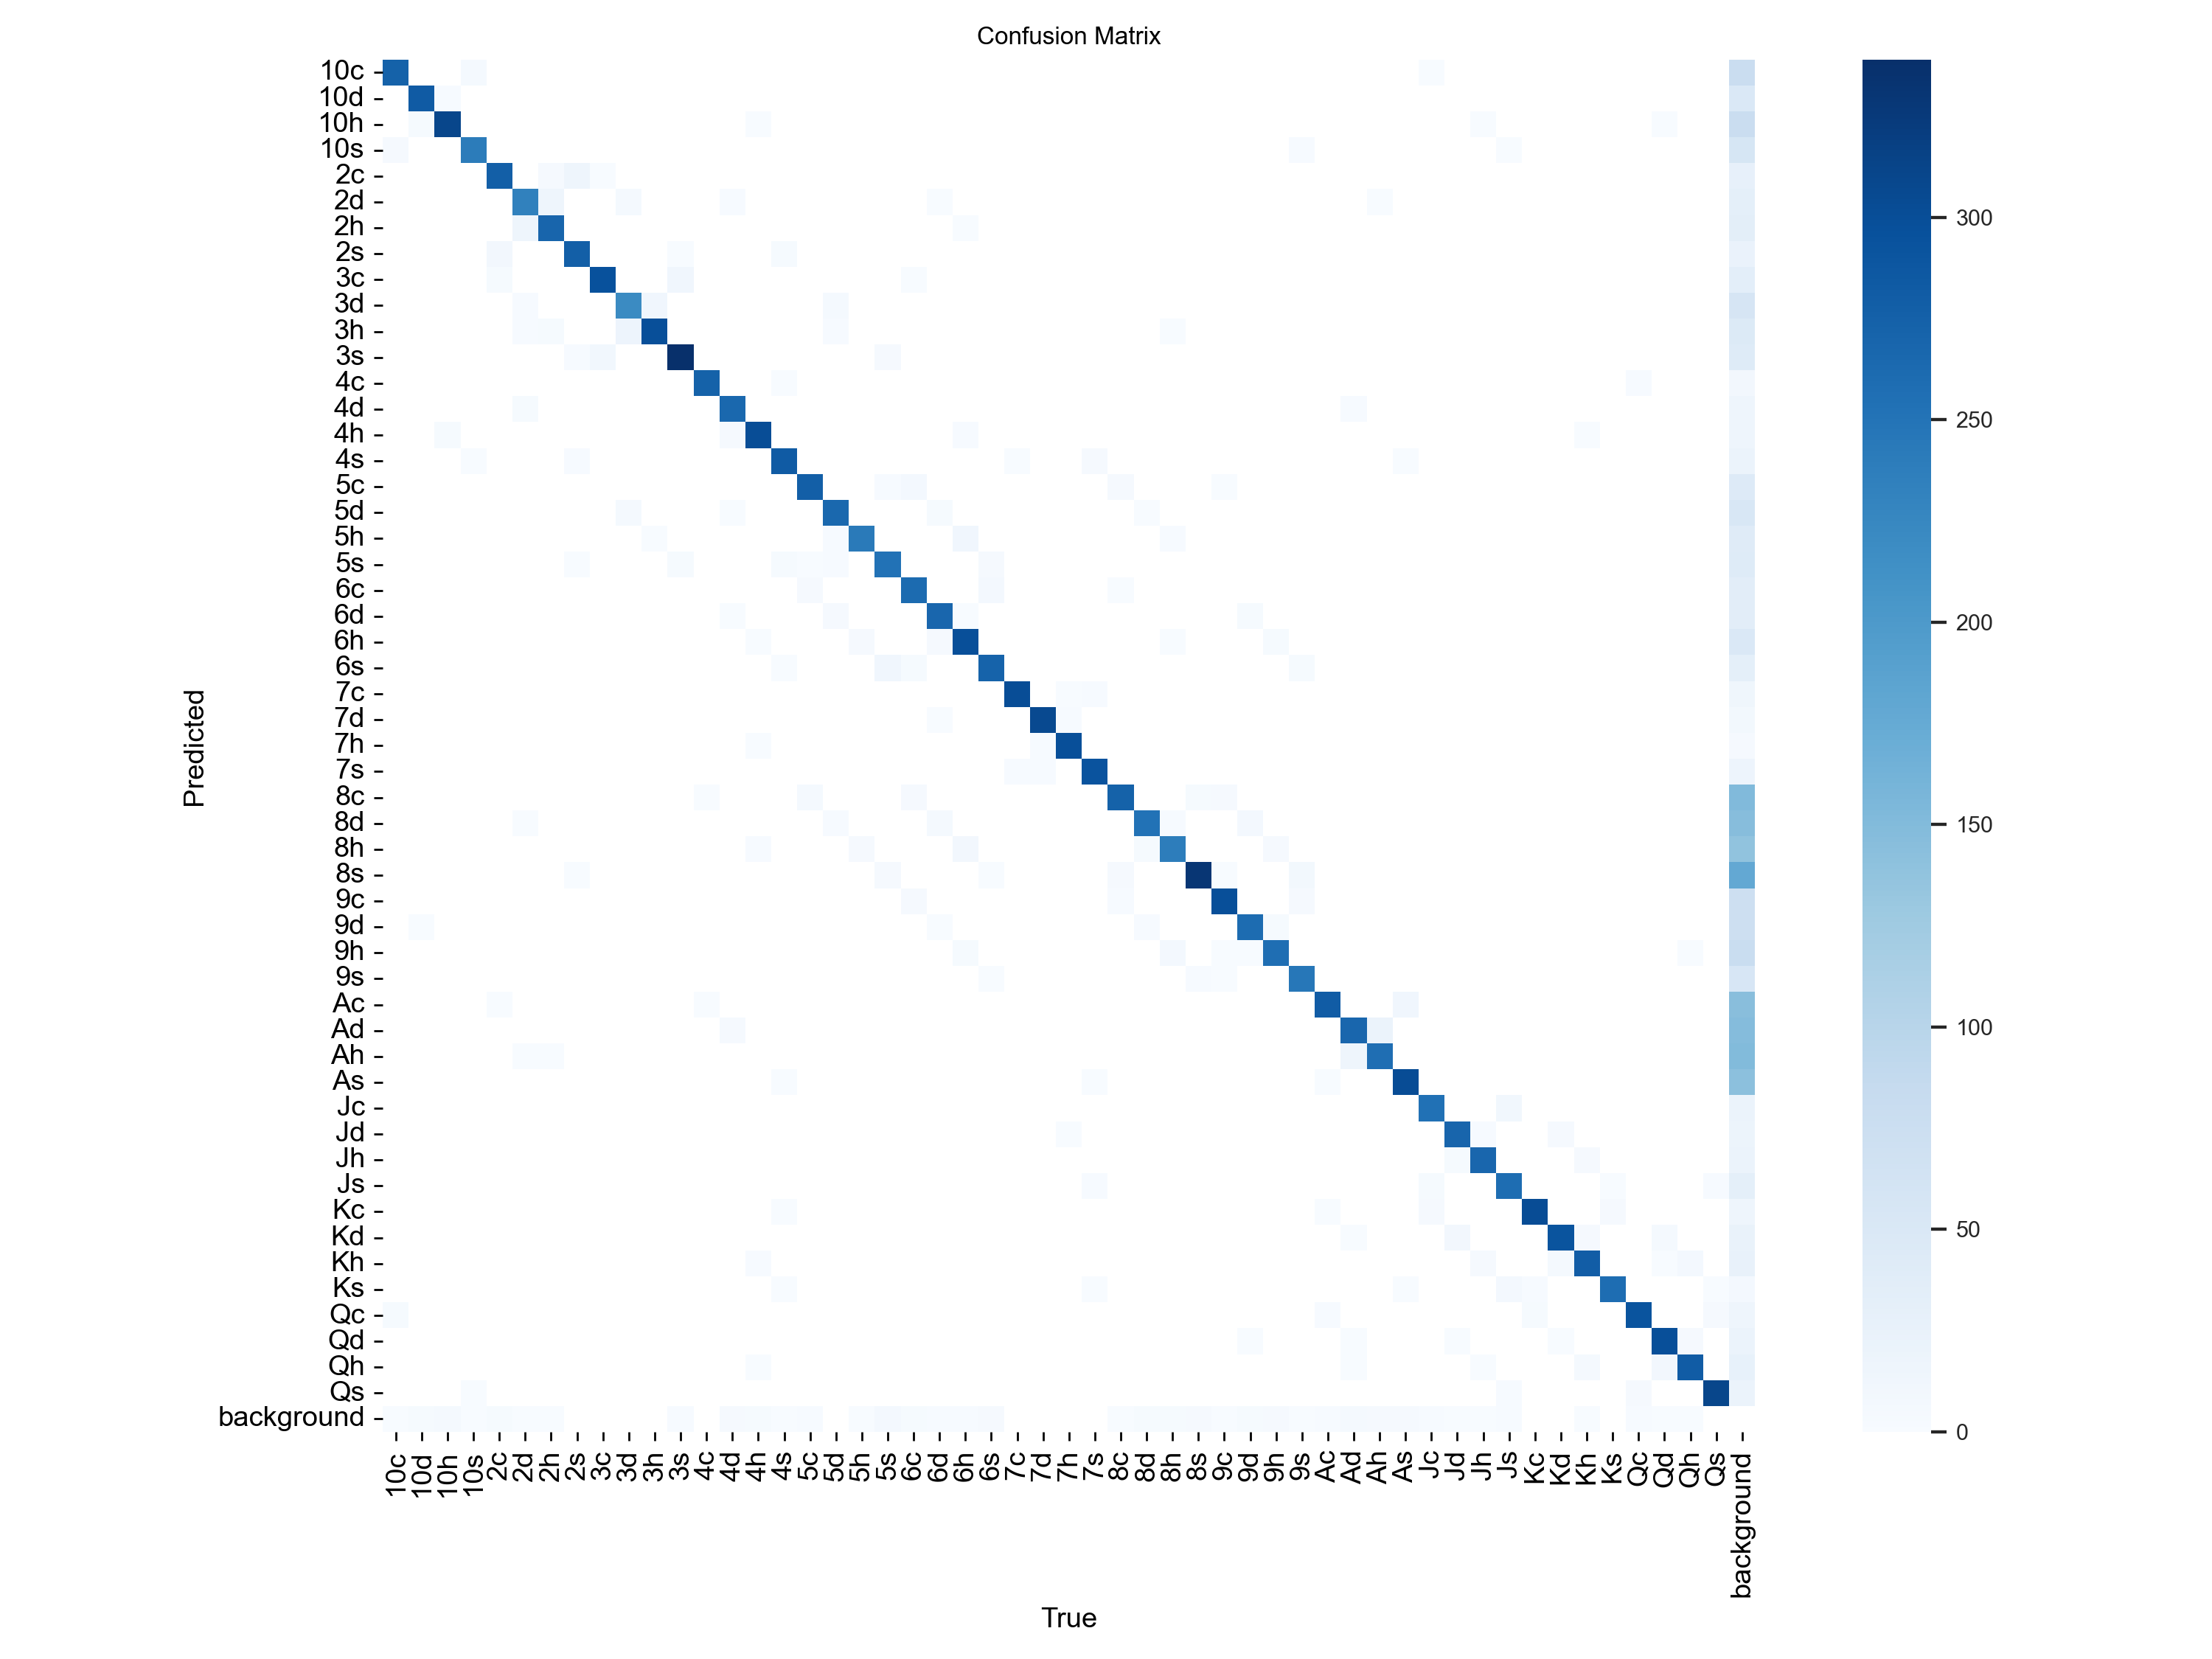 Confusion Matrix
10c
10d
10h
10s
2c
2d
2h
2s
3c
3d
3h
3s
4c
4d
4h
4s
5c
5d
5h
5s
6c
6d
6h
6s
7c
7d
7h
7s
8c
8d
8h
8s
9c
9d
9h
9s
Ac
Ad
Ah
As
Jc
Jd
Jh
Js
Kc
Kd
Kh
Ks
Qc
Qd
Qh
Qs
background
Predicted
10c 10d 10h 10s 2c 2d 2h 2s 3c 3d 3h 3s 4c 4d 4h 4s 5c 5d 5h 5s 6c 6d 6h 6s 7c 7d 7h 7s 8c 8d 8h 8s 9c 9d 9h 9s Ac Ad Ah As Jc Jd Jh Js Kc Kd Kh Ks Qc Qd Qh Qs background
True
300
250
200
150
100
50
0